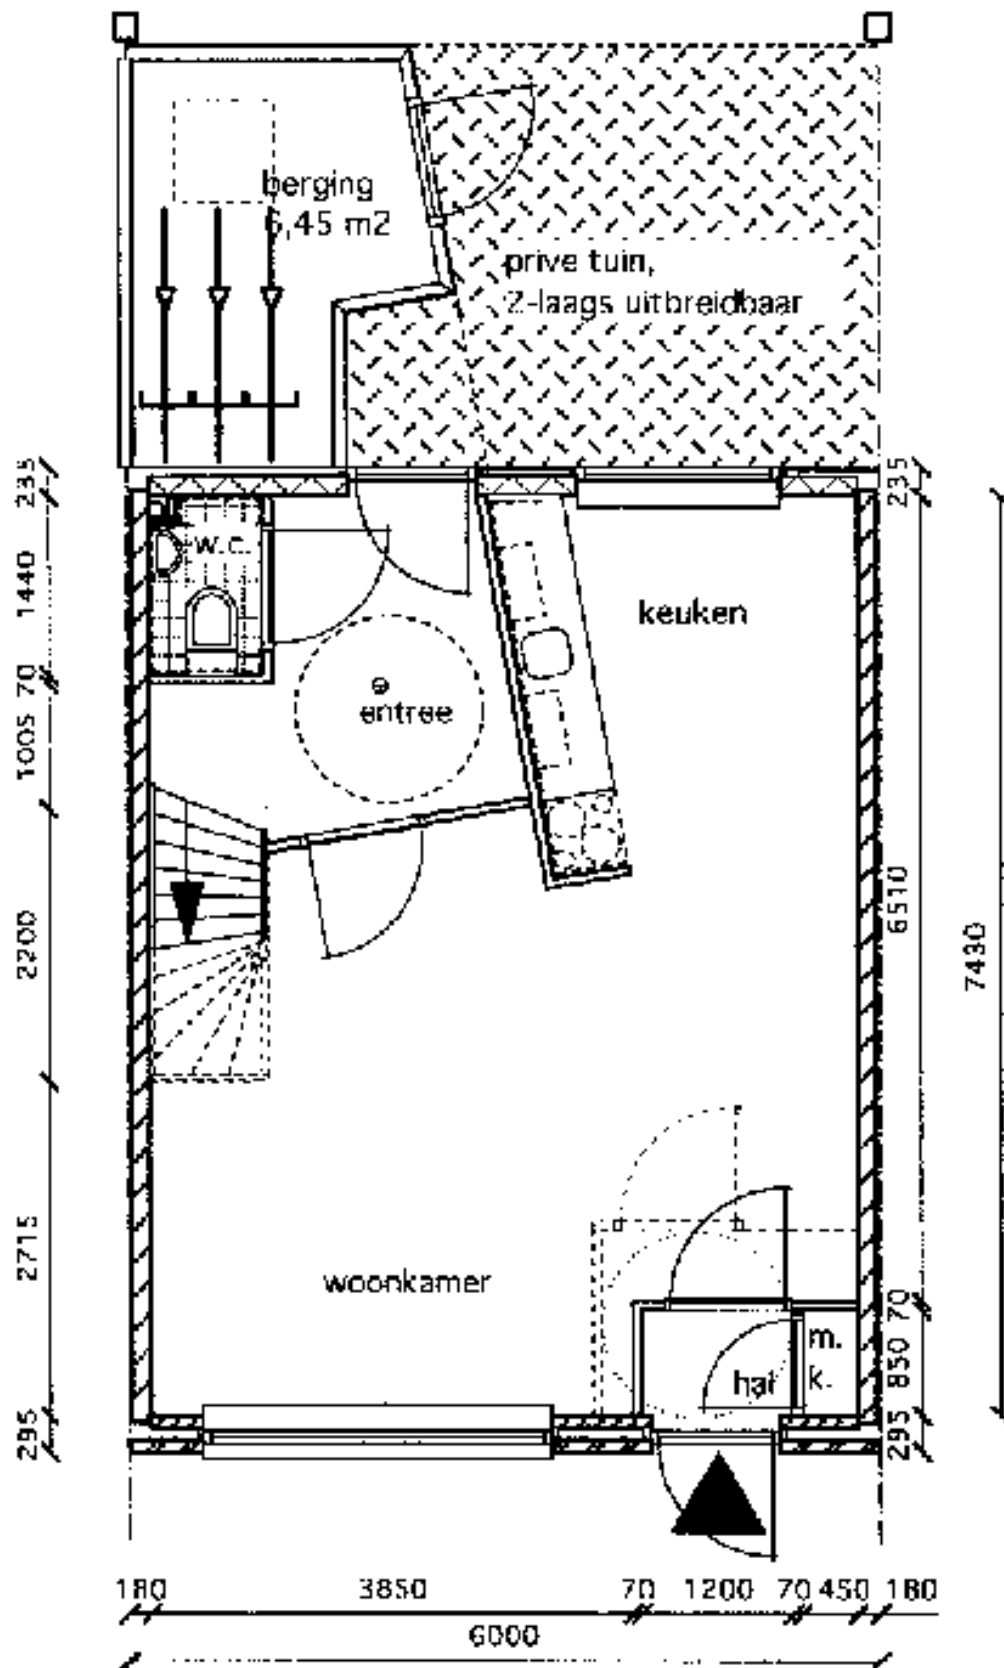 berging
6,45 m2
prive tuin,
2-laags uitbreidbaar
235
235
w.c.
1440
keuken
70
entree
1005
2200
6510
7430
2715
woonkamer
70
m.
k.
hal
850
295
295
180
3850
70
1200
70
450
180
6000